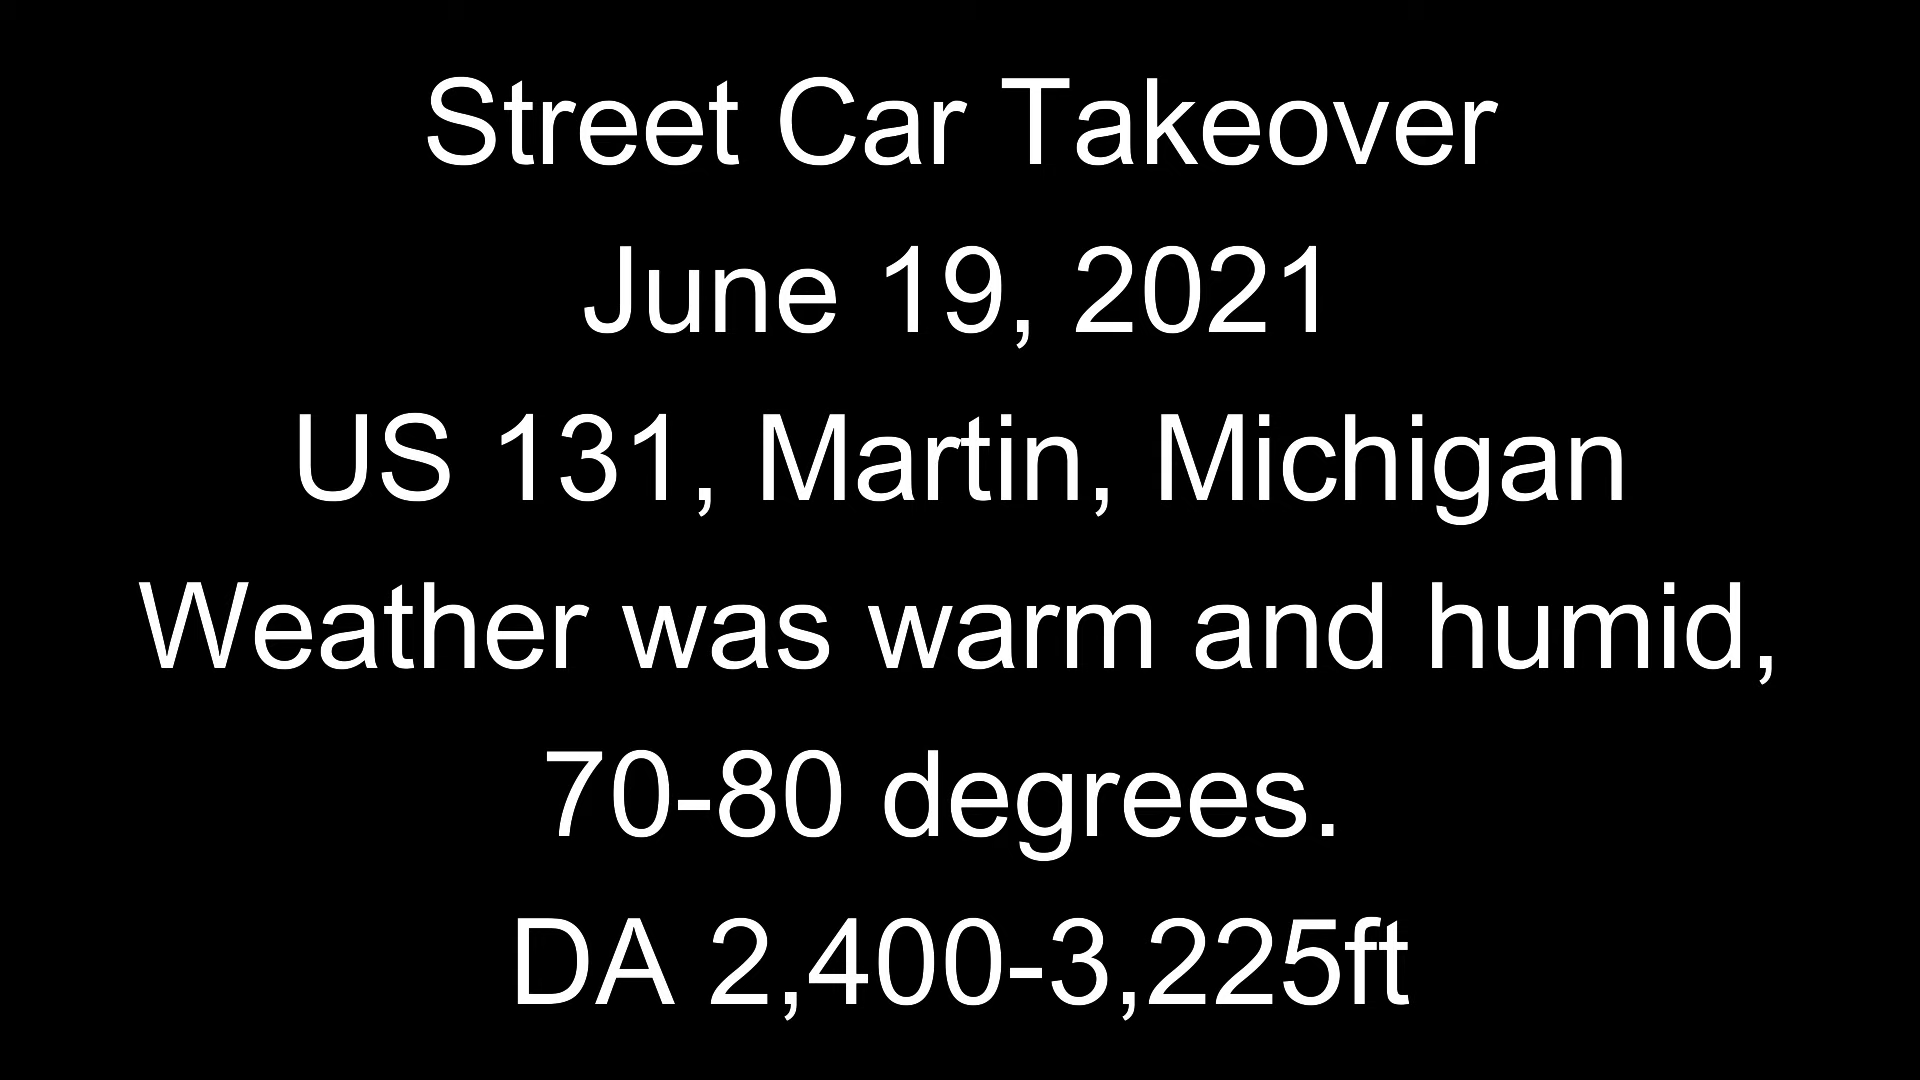 Street Car Takeover
June 19, 2021
US 131, Martin, Michigan
Weather was warm and humid,
70-80 degrees.
DA 2,400-3,225ft